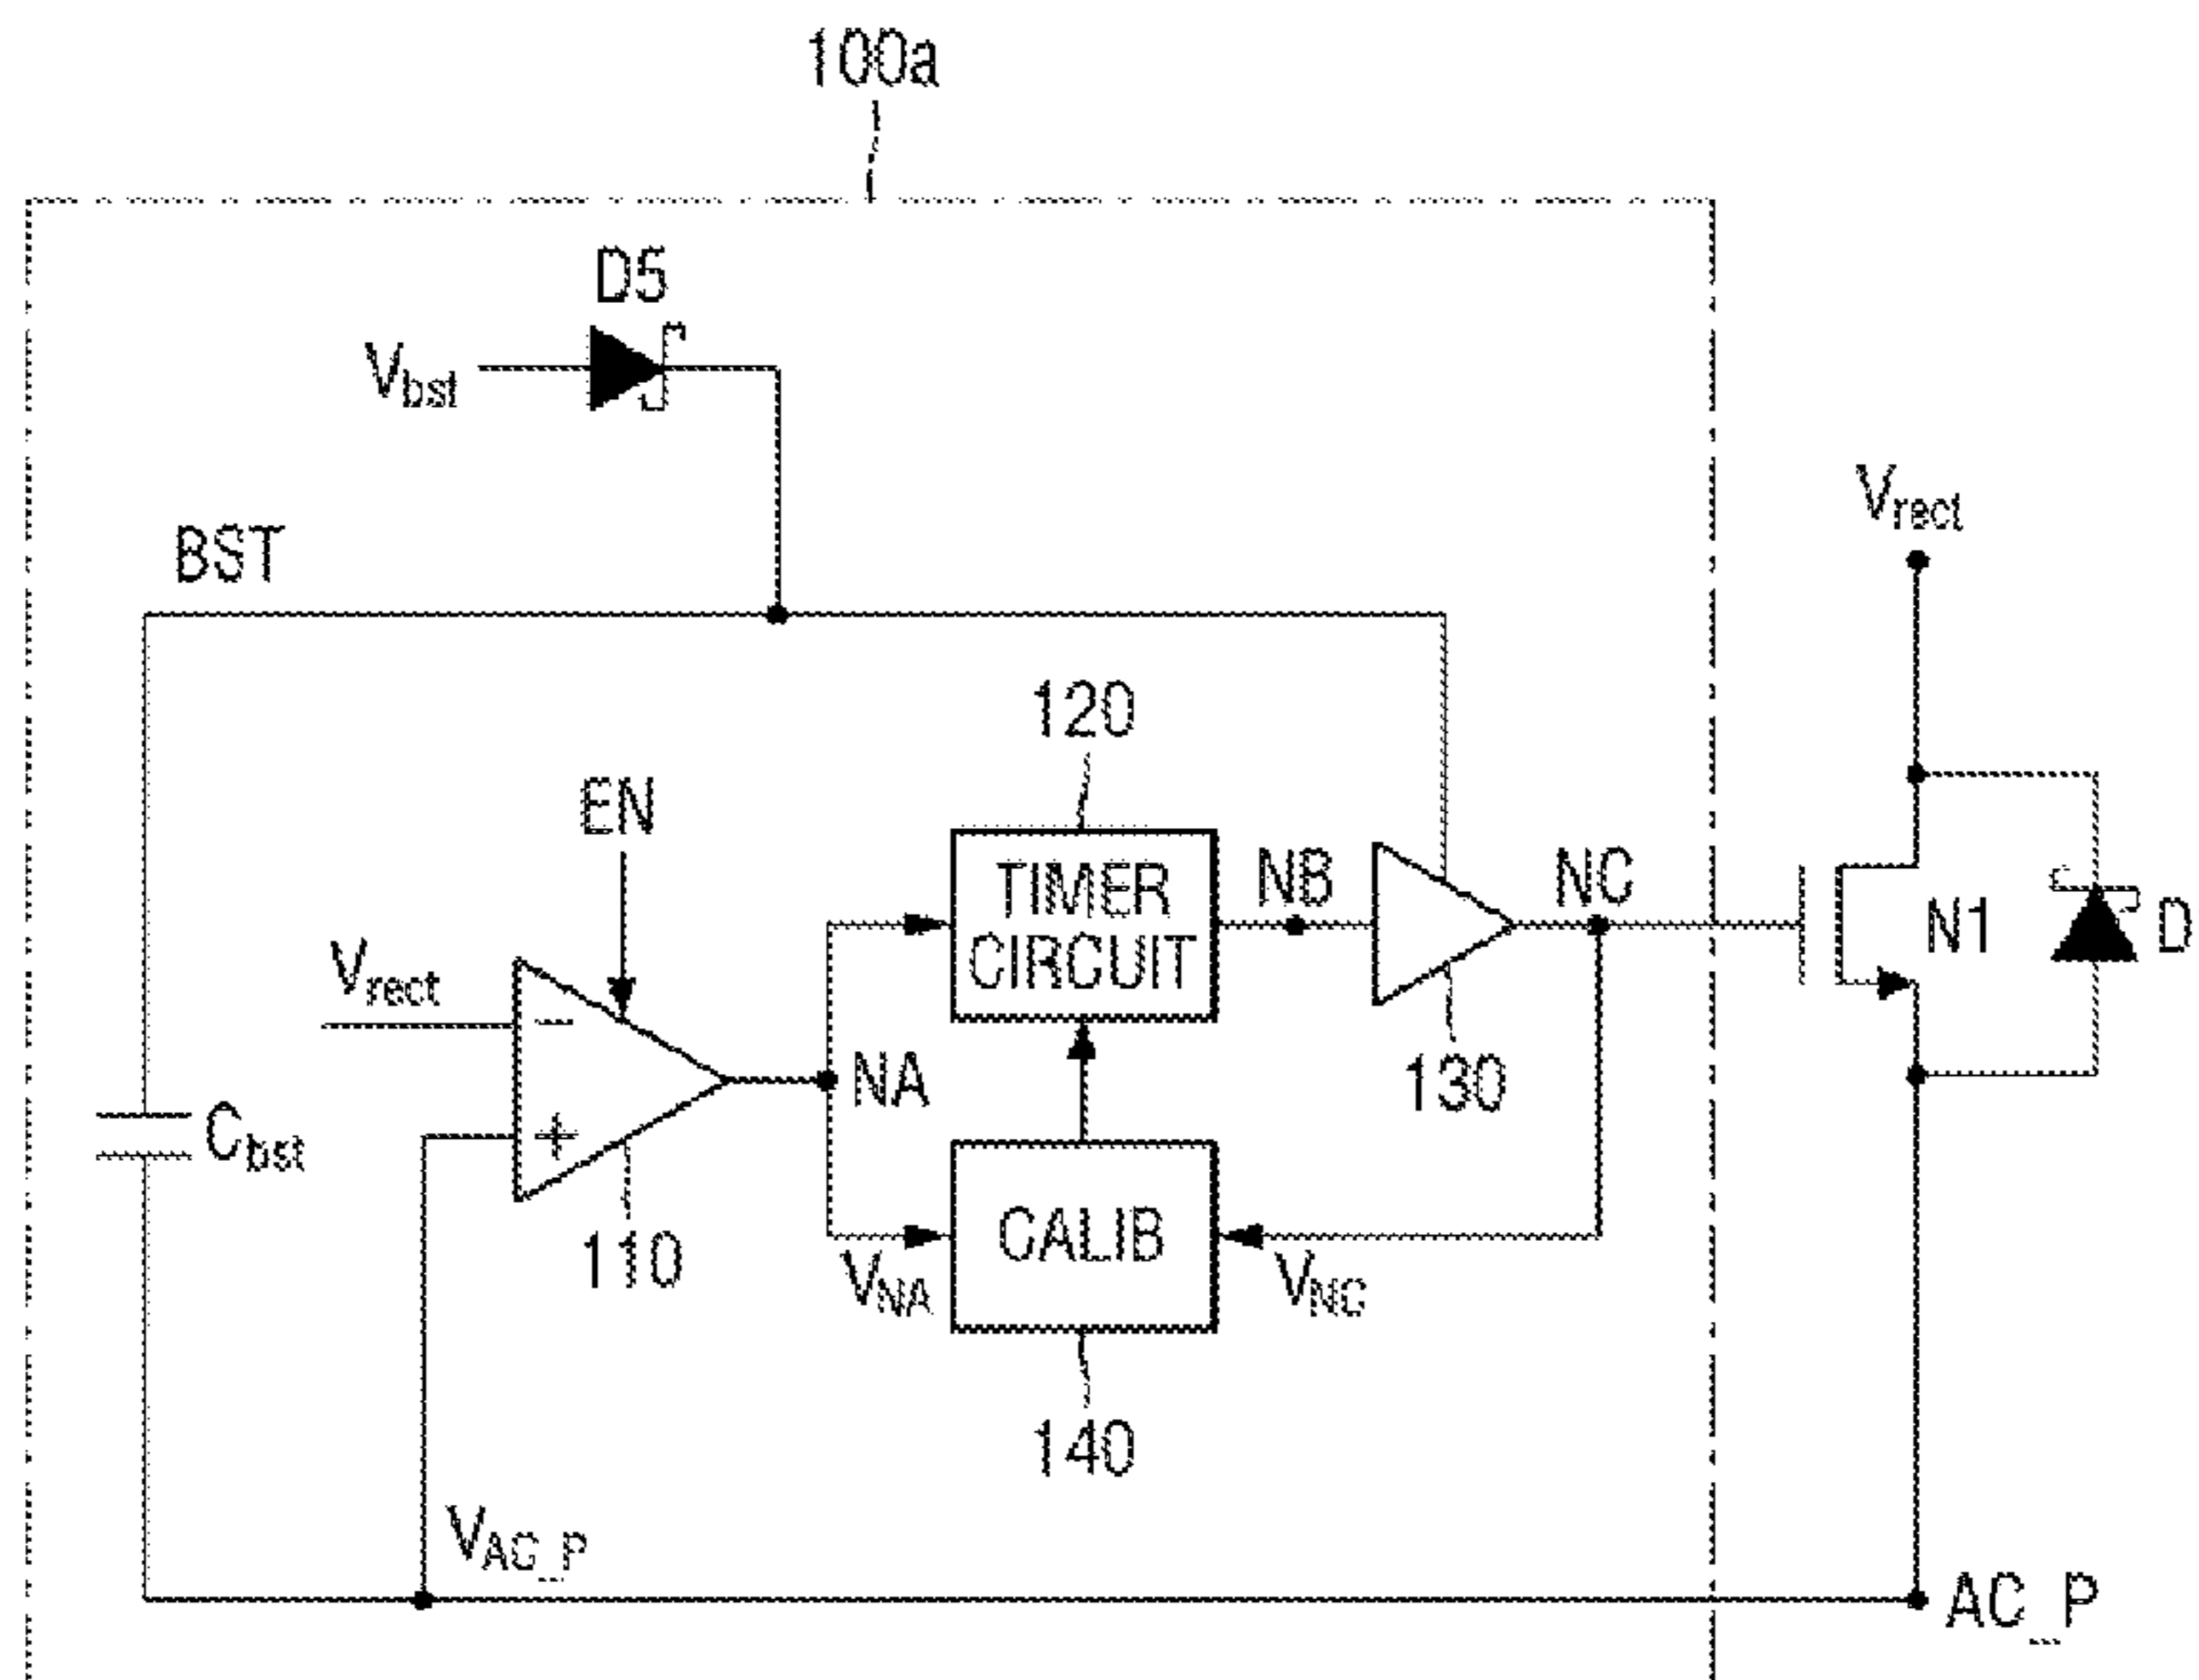 100a
D5
Vbst
BST
Vrect
120
EN
TIMER
CIRCUIT
NB
NC
N1
D
Vrect
-
+
NA
130
Cbst
110
VNA
CALIB
VNC
140
VAC_P
AC_P